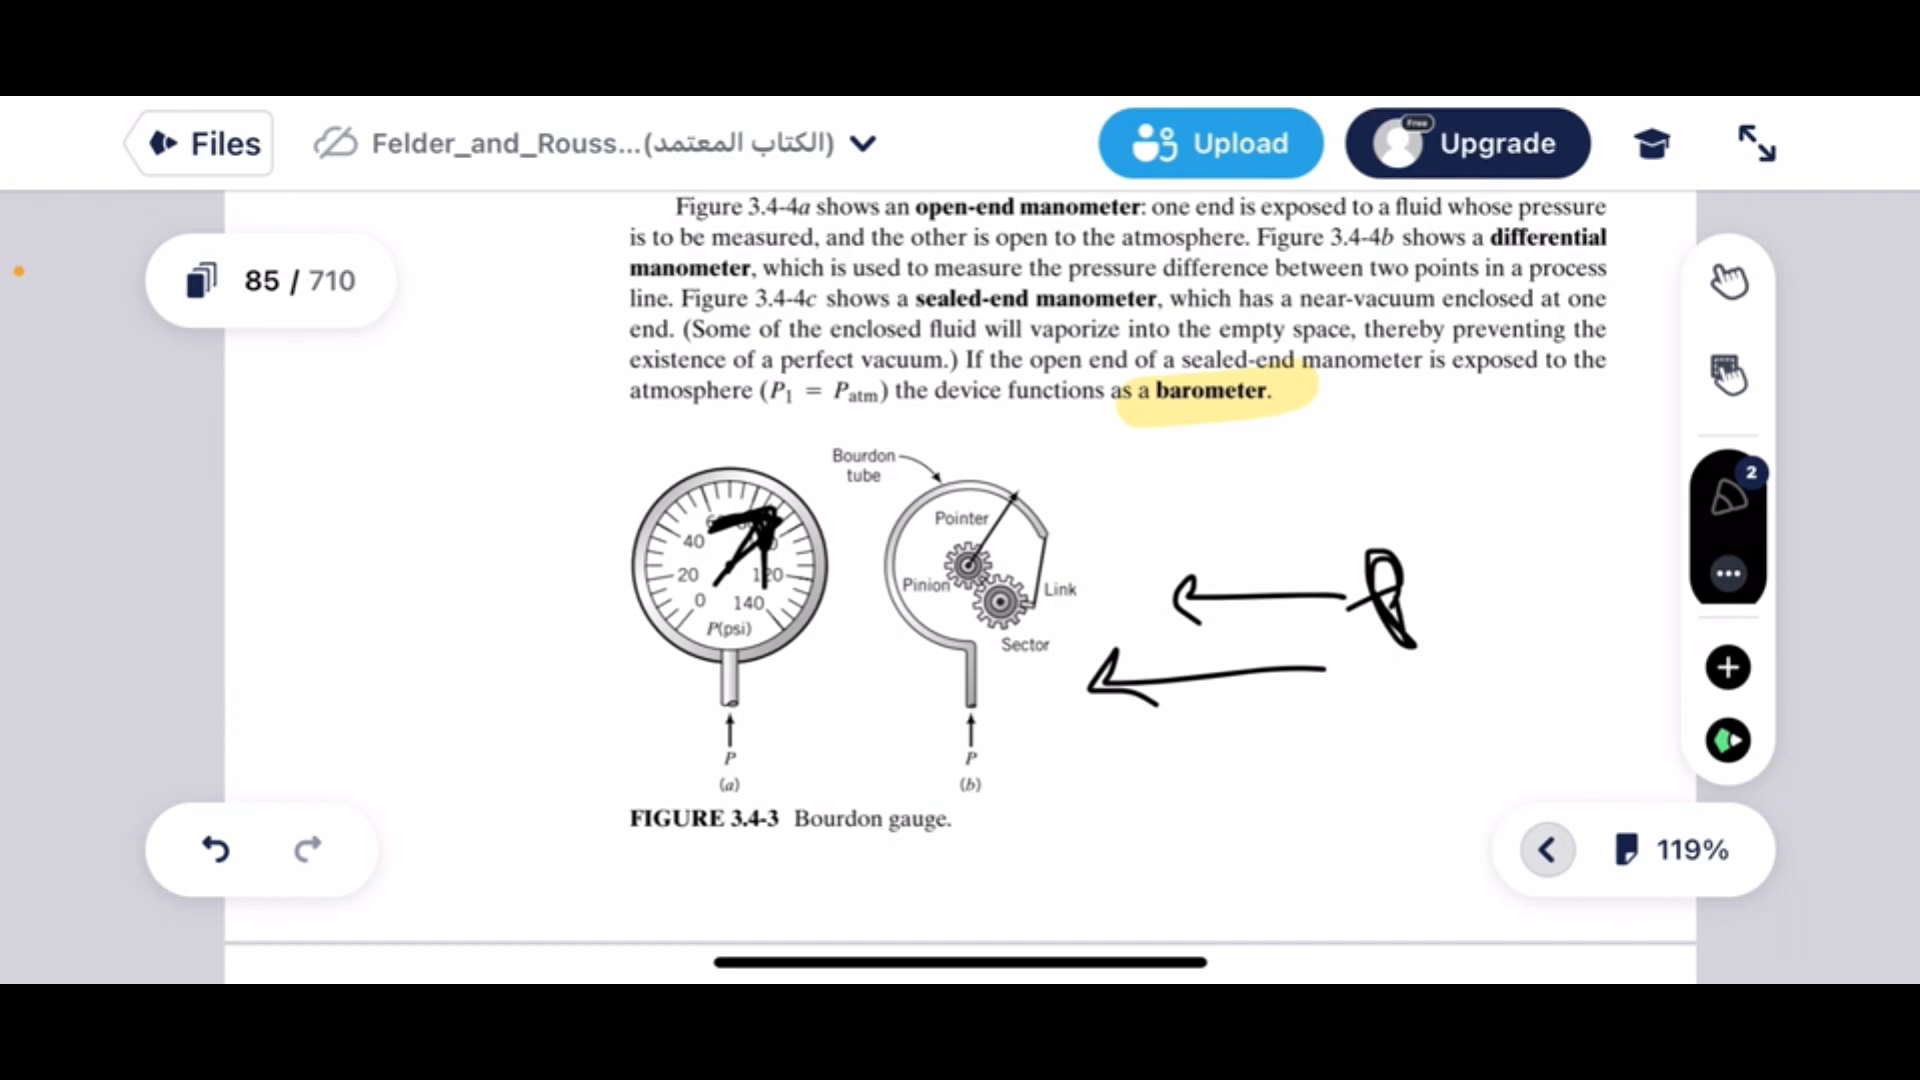 Files
Felder_and_Rouss...(الكتاب المعتمد)
Upload
Free
Upgrade
85 / 710
Figure 3.4-4a shows an open-end manometer: one end is exposed to a fluid whose pressure
is to be measured, and the other is open to the atmosphere. Figure 3.4-4b shows a differential
manometer, which is used to measure the pressure difference between two points in a process
line. Figure 3.4-4c shows a sealed-end manometer, which has a near-vacuum enclosed at one
end. (Some of the enclosed fluid will vaporize into the empty space, thereby preventing the
existence of a perfect vacuum.) If the open end of a sealed-end manometer is exposed to the
atmosphere (P1 = Patm) the device functions as a barometer.
2
Bourdon
tube
Pointer
40
20
120
0
140
P(psi)
Pinion
Link
Sector
P
P
(a)
(b)
FIGURE 3.4-3 Bourdon gauge.
119%